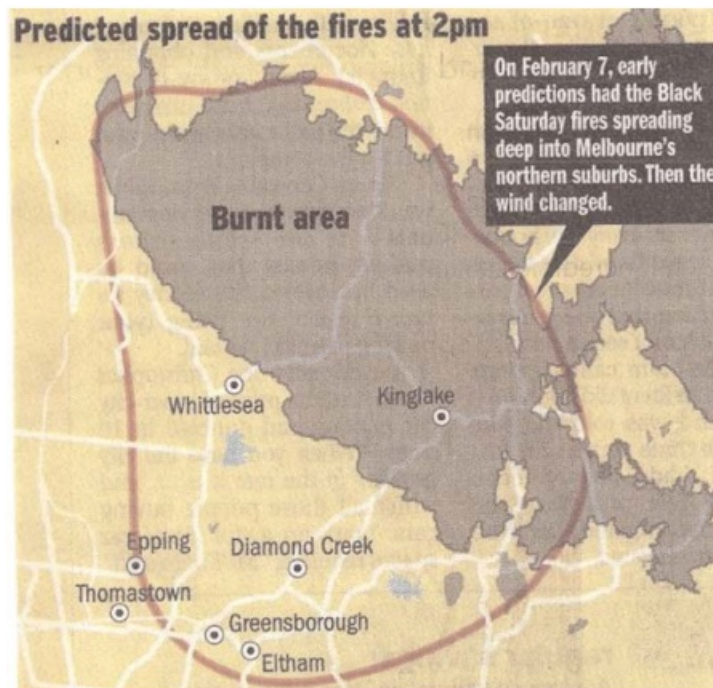 Predicted spread of the fires at 2pm
On February 7, early
predictions had the Black
Saturday fires spreading
deep into Melbourne's
northern suburbs. Then the
wind changed.
Burnt area
Whittlesea
Kinglake
Epping
Diamond Creek
Thomastown
Greensborough
Eltham